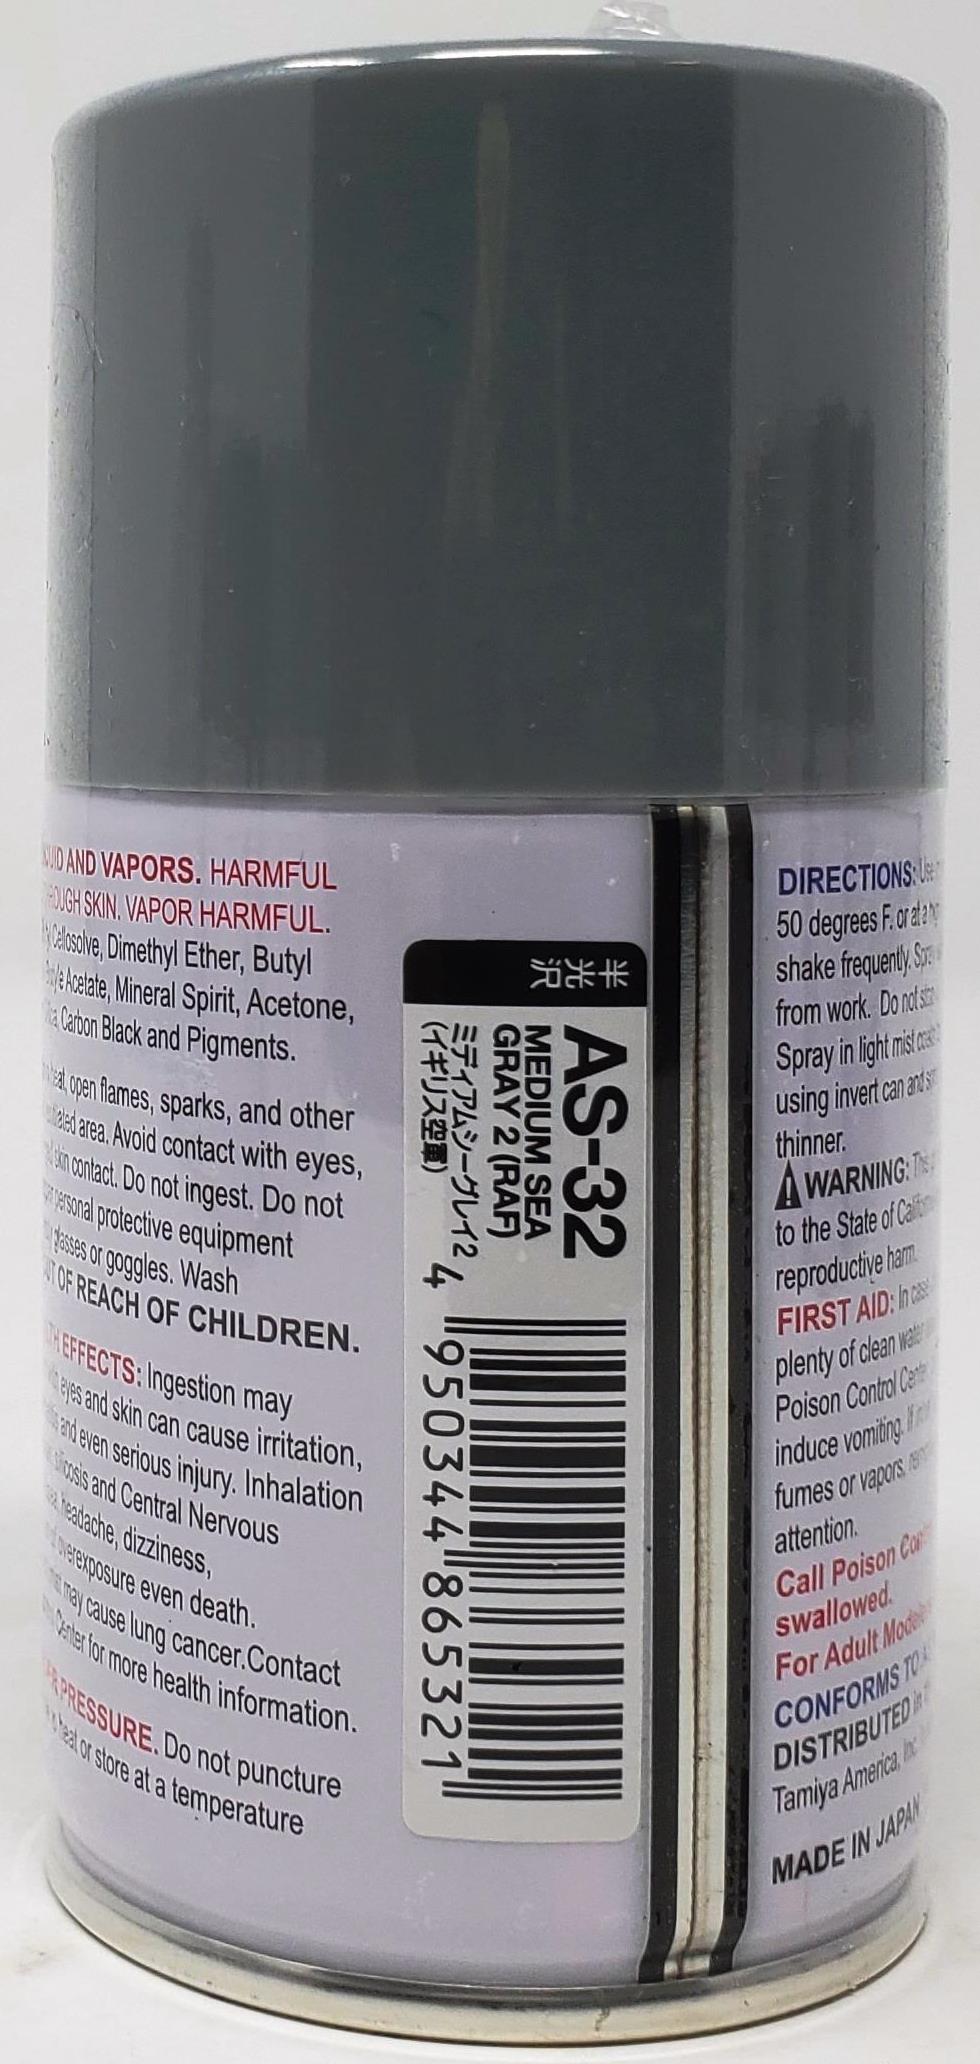 AND VAPORS. HARMFUL
SKIN. VAPOR HARMFUL.
Cellosolve, Dimethyl Ether, Butyl
Acetate, Mineral Spirit, Acetone,
Carbon Black and Pigments.
heat, open flames, sparks, and other
area. Avoid contact with eyes,
skin contact. Do not ingest. Do not
personal protective equipment
glasses or goggles. Wash
OF REACH OF CHILDREN.
EFFECTS: Ingestion may
eyes and skin can cause irritation,
and even serious injury. Inhalation
and Central Nervous
headache, dizziness,
overexposure even death.
may cause lung cancer.Contact
Center for more health information.
PRESSURE. Do not puncture
heat or store at a temperature
半光沢
AS-32
MEDIUM SEA
GRAY 2 (RAF)
ミディアムシーグレイ2
(イギリス空軍)
4 950344 865321
DIRECTIONS:
50 degrees F. or at a
shake frequently.
from work. Do not
Spray in light mist
using invert can and
thinner.
WARNING:
to the State of
reproductive harm.
FIRST AID: In case
plenty of clean water
Poison Control
induce vomiting. If
fumes or vapors,
attention.
Call Poison
swallowed.
For Adult
CONFORMS TO
DISTRIBUTED in
Tamiya America, Inc.
MADE IN JAPAN